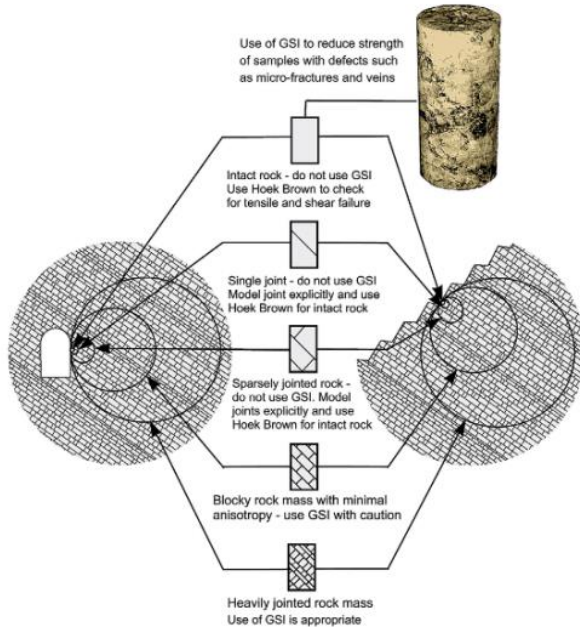 Use of GSI to reduce strength
of samples with defects such
as micro-fractures and veins
Intact rock - do not use GSI
Use Hoek Brown to check
for tensile and shear failure
Single joint - do not use GSI
Model joint explicitly and use
Hoek Brown for intact rock
Sparsely jointed rock -
do not use GSI. Model
joints explicitly and use
Hoek Brown for intact rock
Blocky rock mass with minimal
anisotropy - use GSI with caution
Heavily jointed rock mass
Use of GSI is appropriate